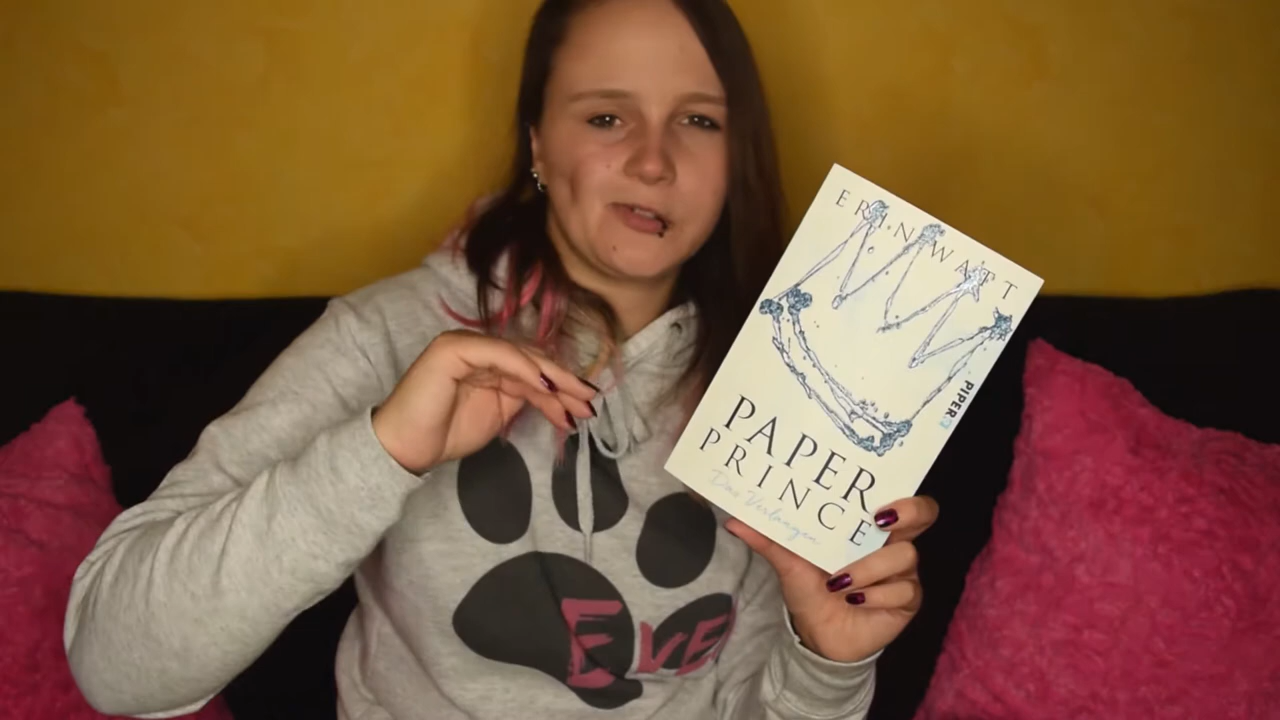 ERIN WATT
PIPER
PAPER
PRINCE
Das Verlangen
EVE